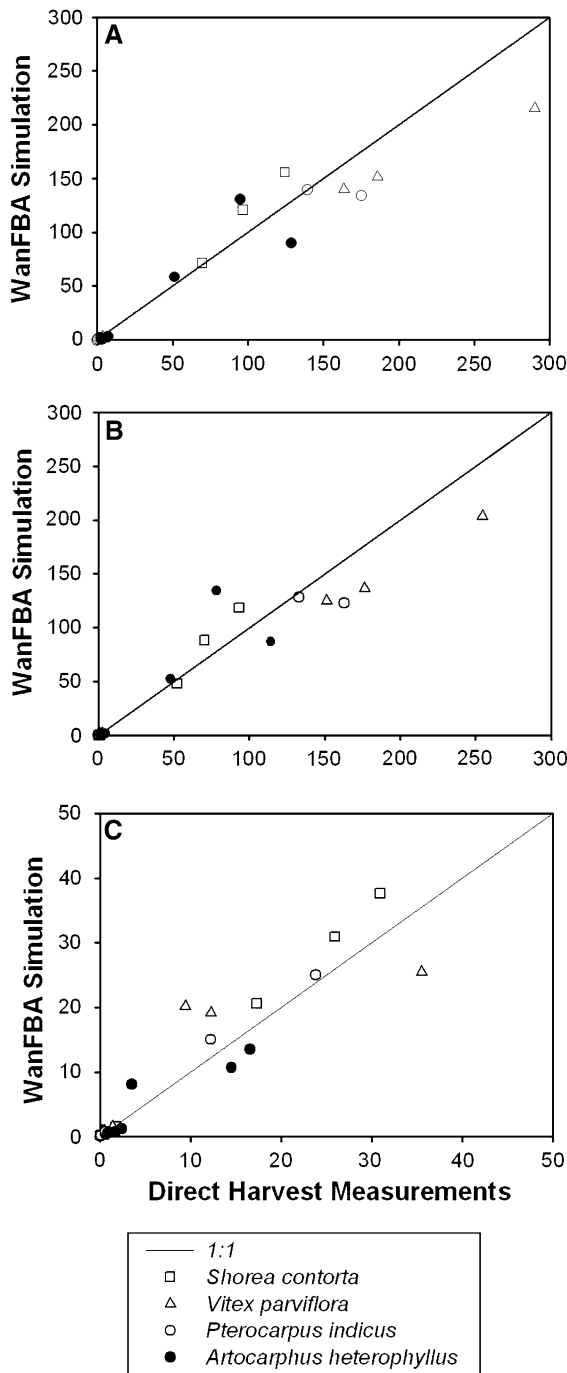 A
300
250
200
150
100
50
0
WanFBA Simulation
0 50 100 150 200 250 300
B
300
250
200
150
100
50
0
WanFBA Simulation
0 50 100 150 200 250 300
C
50
40
30
20
10
0
WanFBA Simulation
0 10 20 30 40 50
Direct Harvest Measurements
1:1
Shorea contorta
Vitex parviflora
Pterocarpus indicus
Artocarphus heterophyllus